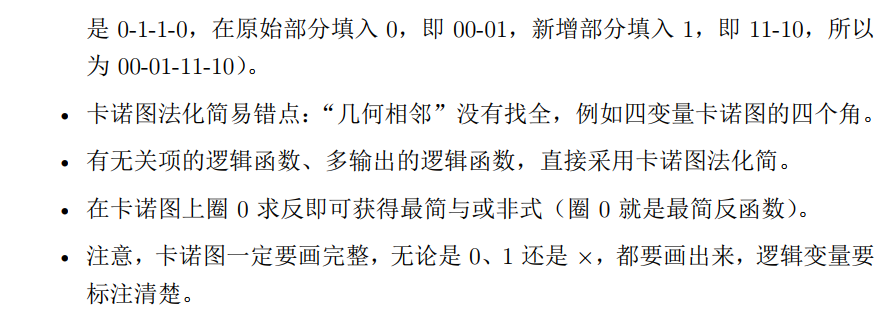 是 0-1-1-0，在原始部分填入 0，即 00-01，新增部分填入 1，即 11-10，所以
为 00-01-11-10）。
• 卡诺图法化简易错点：“几何相邻”没有找全，例如四变量卡诺图的四个角。
• 有无关项的逻辑函数、多输出的逻辑函数，直接采用卡诺图法化简。
• 在卡诺图上圈 0 求反即可获得最简与或非式（圈 0 就是最简反函数）。
• 注意，卡诺图一定要画完整，无论是 0、1 还是 ×，都要画出来，逻辑变量要
标注清楚。